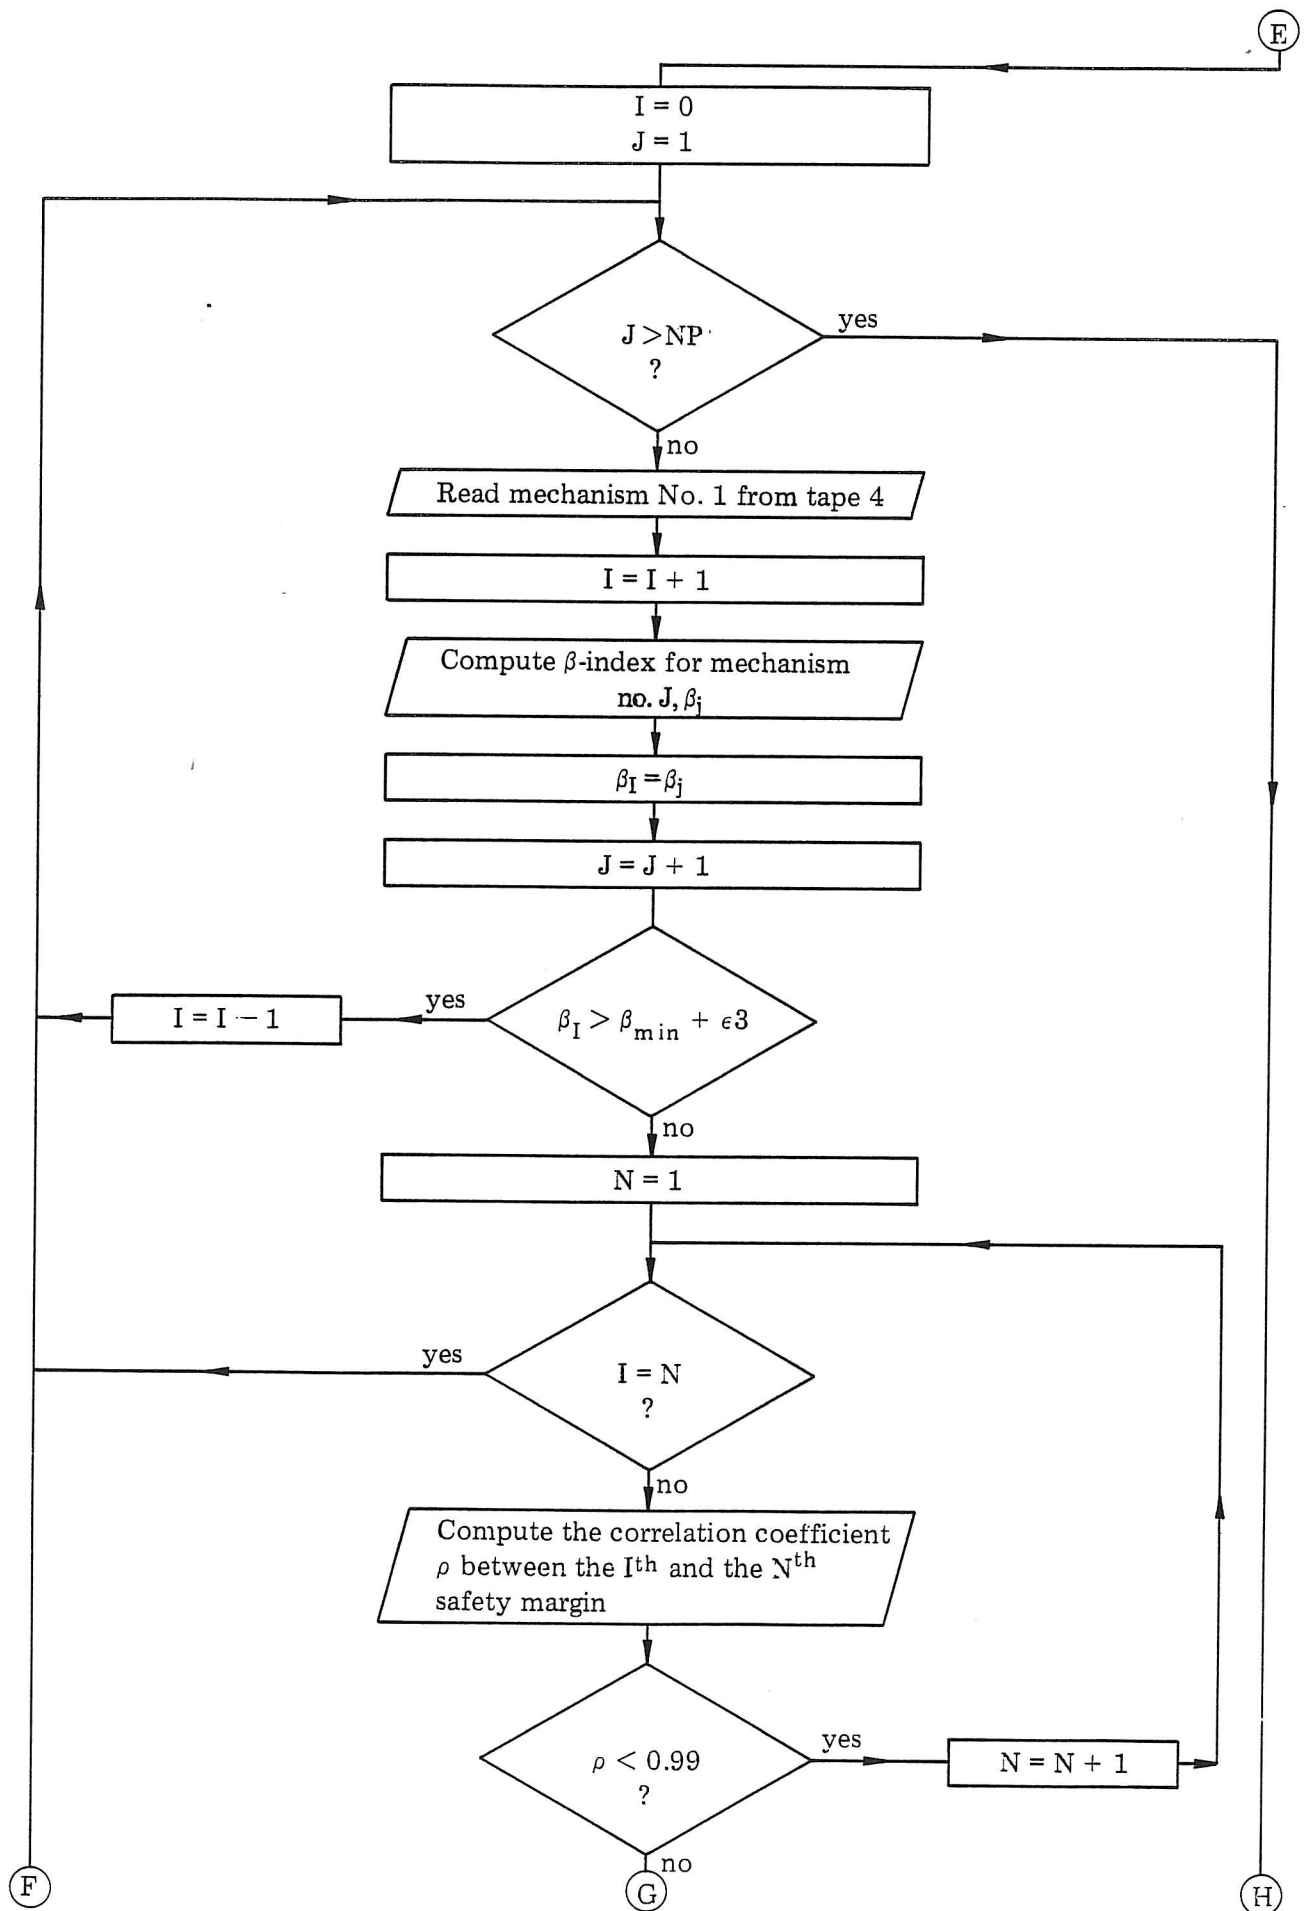 E
I = 0
J = 1
J > NP
?
yes
no
Read mechanism No. 1 from tape 4
I = I + 1
Compute β-index for mechanism
no. J, βj
βI = βj
J = J + 1
yes
I = I - 1
βI > βmin + ϵ3
no
N = 1
yes
I = N
?
no
Compute the correlation coefficient
ρ between the Ith and the Nth
safety margin
ρ < 0.99
?
yes
N = N + 1
no
F
G
H